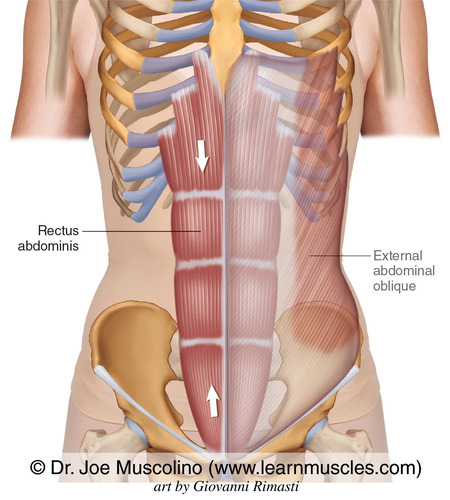 Rectus
abdominis
External
abdominal
oblique
© Dr. Joe Muscolino (www.learnmuscles.com)
art by Giovanni Rimasti